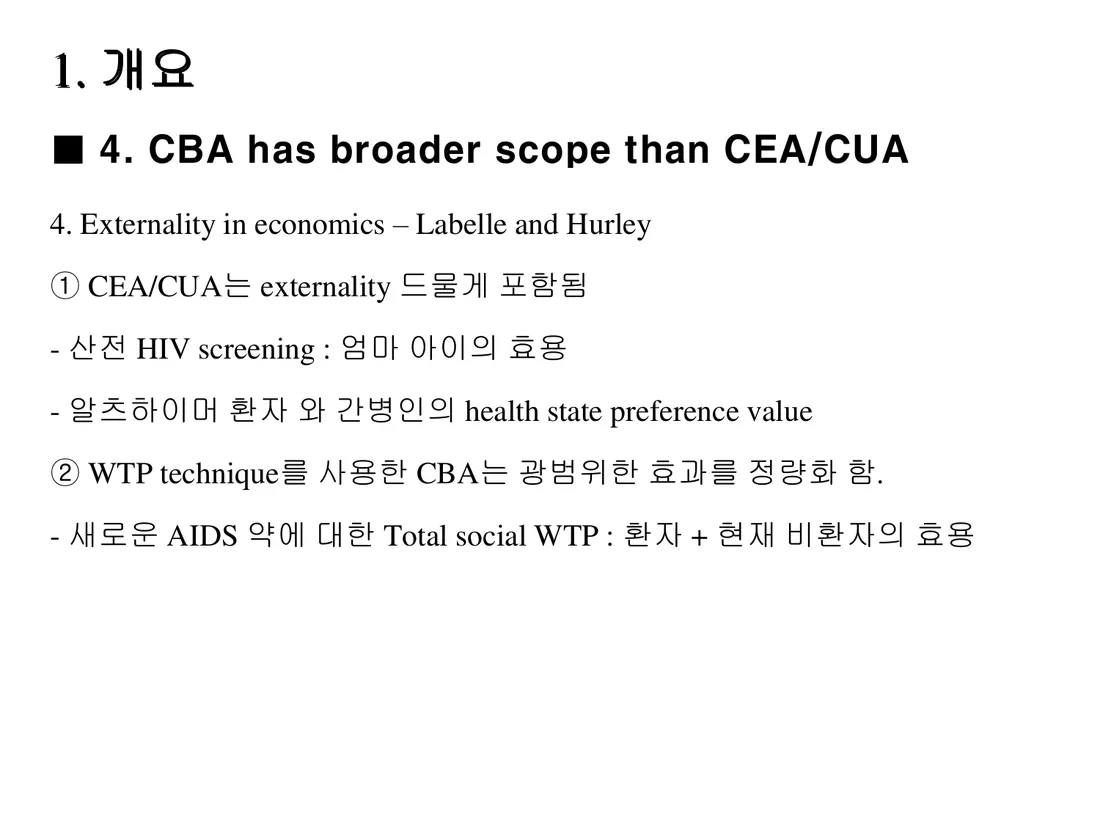 1. 개요
■ 4. CBA has broader scope than CEA/CUA
4. Externality in economics – Labelle and Hurley
① CEA/CUA는 externality 드물게 포함됨
- 산전 HIV screening : 엄마 아이의 효용
- 알츠하이머 환자 와 간병인의 health state preference value
② WTP technique를 사용한 CBA는 광범위한 효과를 정량화 함.
- 새로운 AIDS 약에 대한 Total social WTP : 환자 + 현재 비환자의 효용